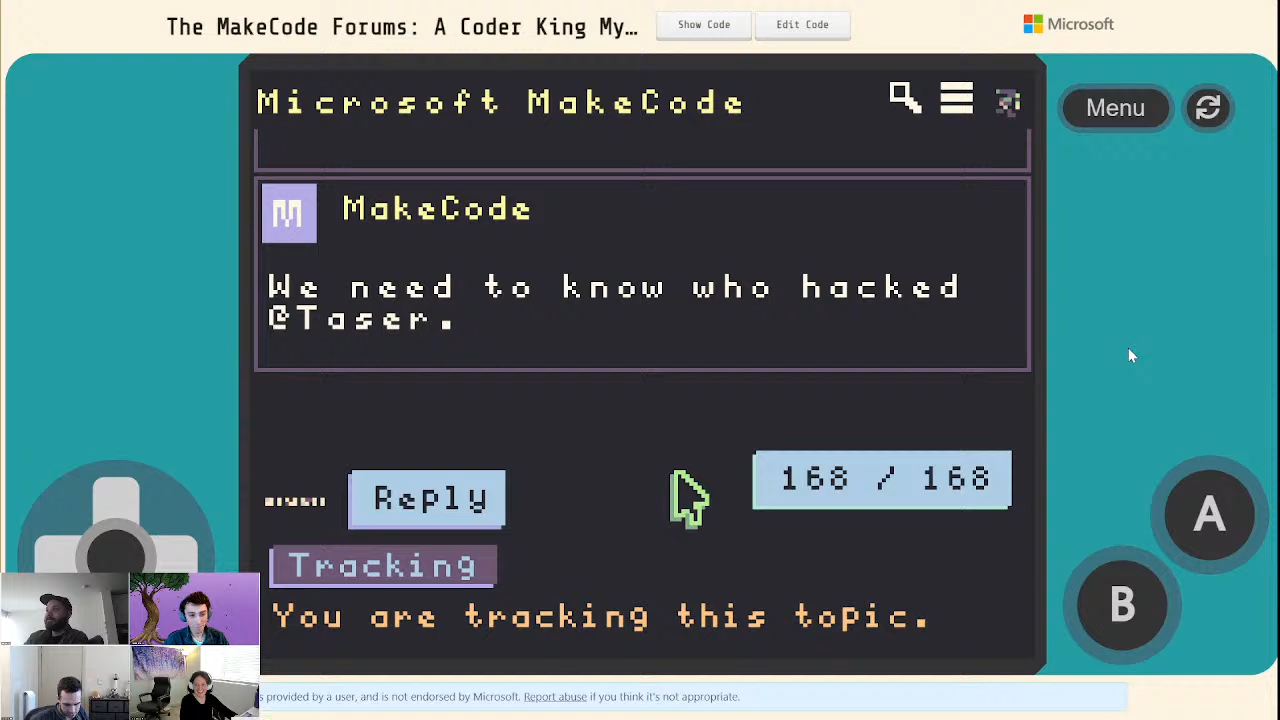 The MakeCode Forums: A Coder King My…
Show Code
Edit Code
Microsoft
Microsoft MakeCode
Menu
M
MakeCode
We need to know who hacked
@Taser.
168 / 168
Reply
Tracking
You are tracking this topic.
A
B
s provided by a user, and is not endorsed by Microsoft. Report abuse if you think it's not appropriate.